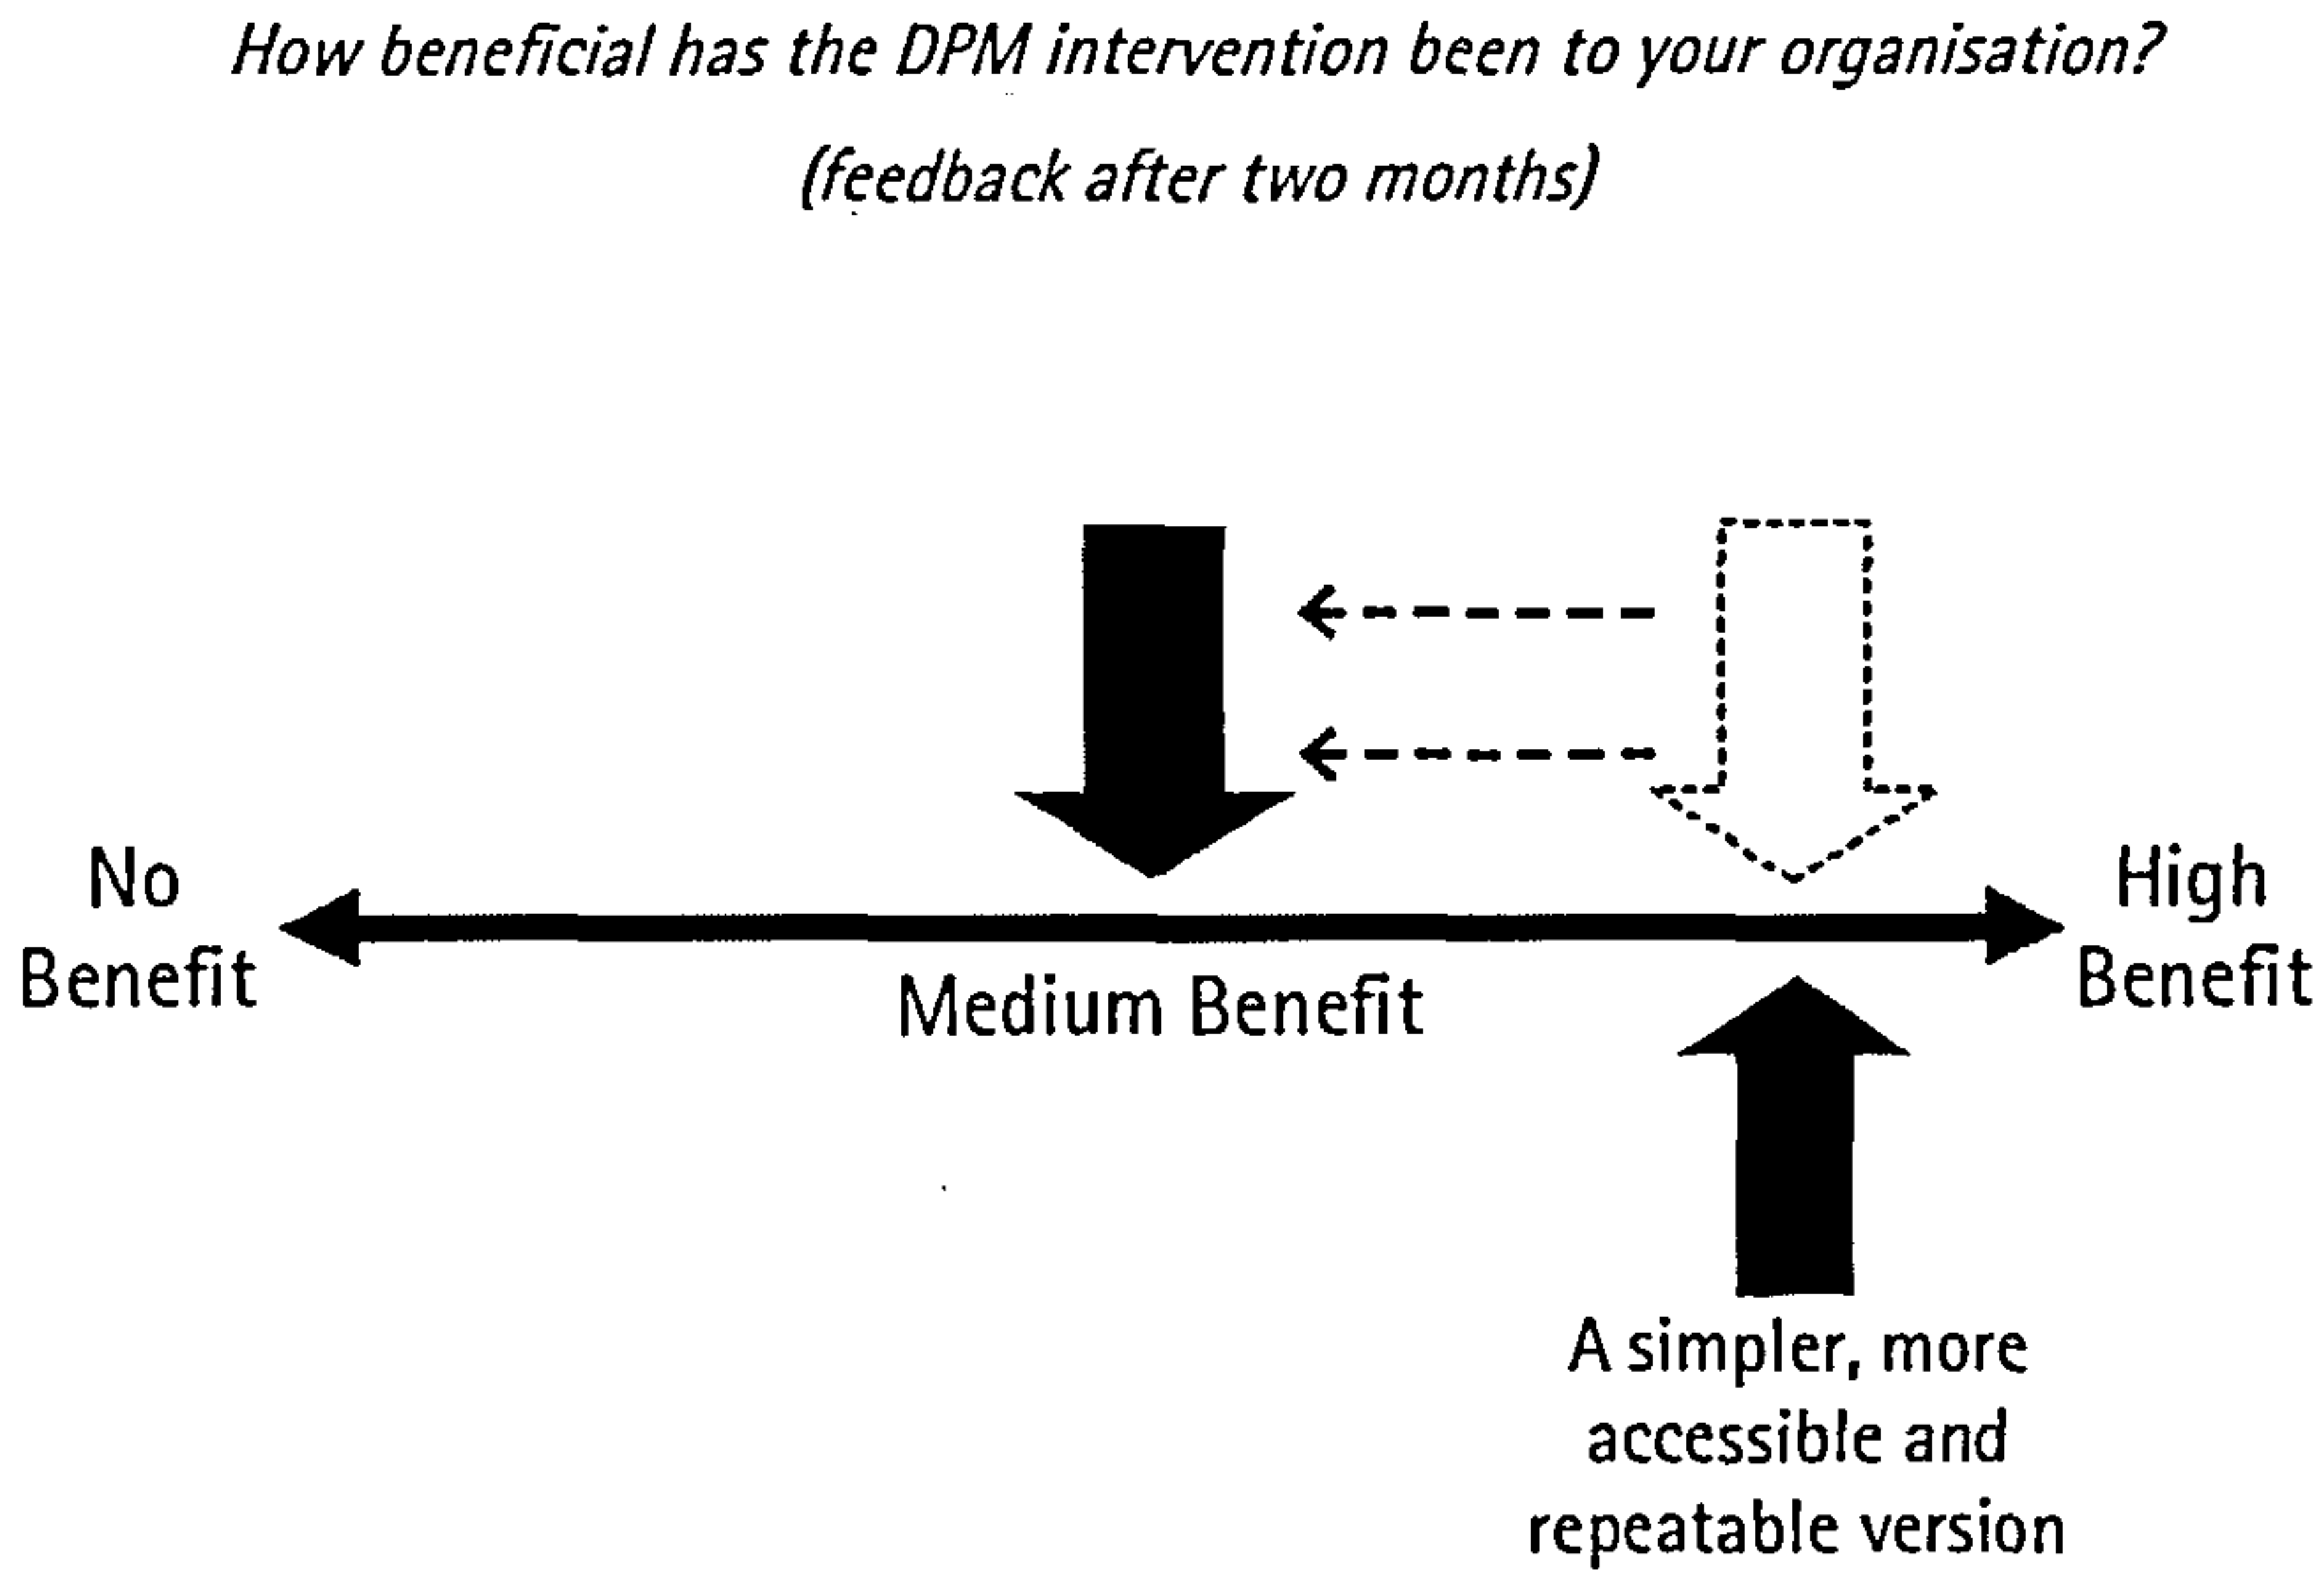 How beneficial has the DPM intervention been to your organisation?
(feedback after two months)
No
Benefit
Medium Benefit
High
Benefit
A simpler, more
accessible and
repeatable version